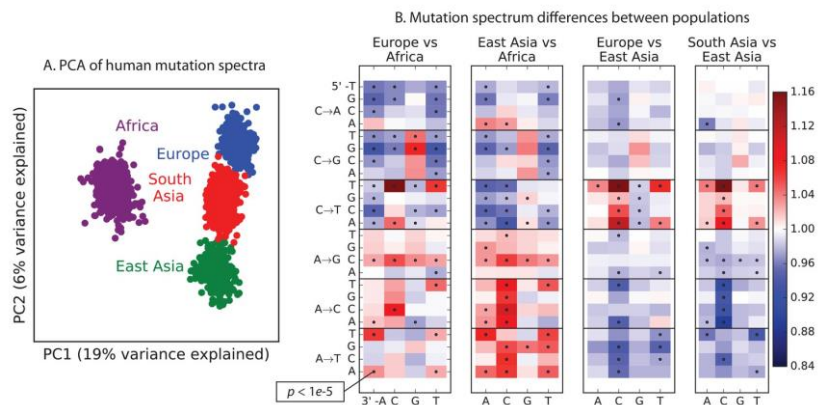 B. Mutation spectrum differences between populations
A. PCA of human mutation spectra
Africa
Europe
South
Asia
East Asia
PC2 (6% variance explained)
PC1 (19% variance explained)
Europe vs
Africa
East Asia vs
Africa
Europe vs
East Asia
South Asia vs
East Asia
5' -T
G
C→A C
A
T
G
C→G C
A
T
G
C→T C
A
T
G
A→G C
A
T
G
A→C C
A
T
G
A→T C
A
p < 1e-5
3' -A C G T
A C G T
A C G T
A C G T
1.16
1.12
1.08
1.04
1.00
0.96
0.92
0.88
0.84